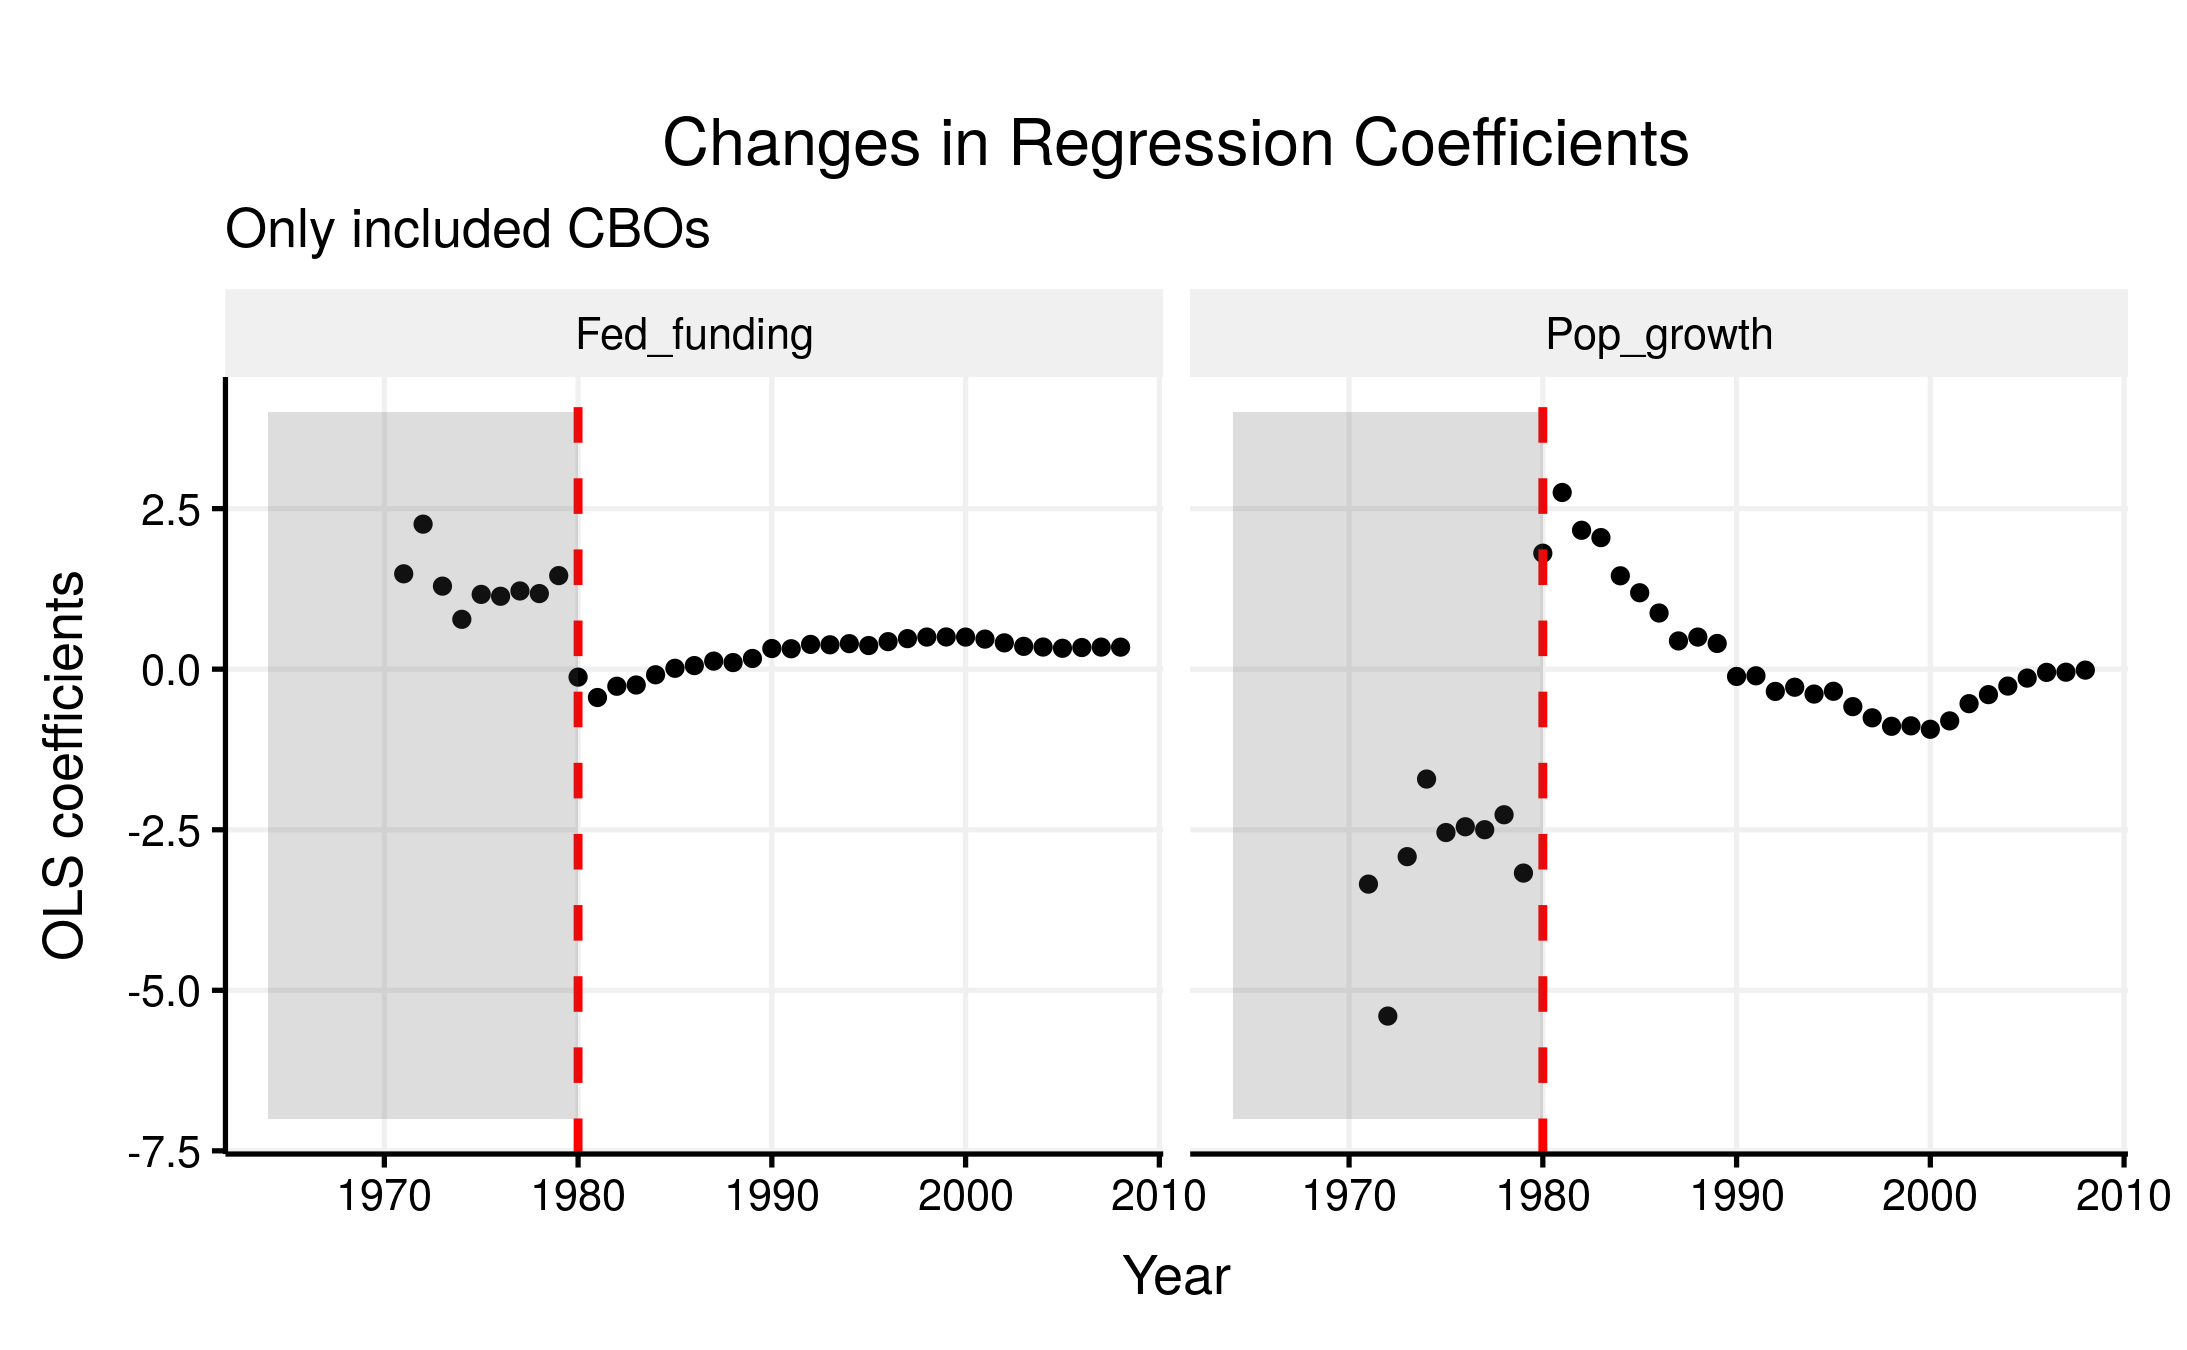 Changes in Regression Coefficients
Only included CBOs
Fed_funding
Pop_growth
OLS coefficients
2.5
0.0
-2.5
-5.0
-7.5
1970 1980 1990 2000 2010
1970 1980 1990 2000 2010
Year